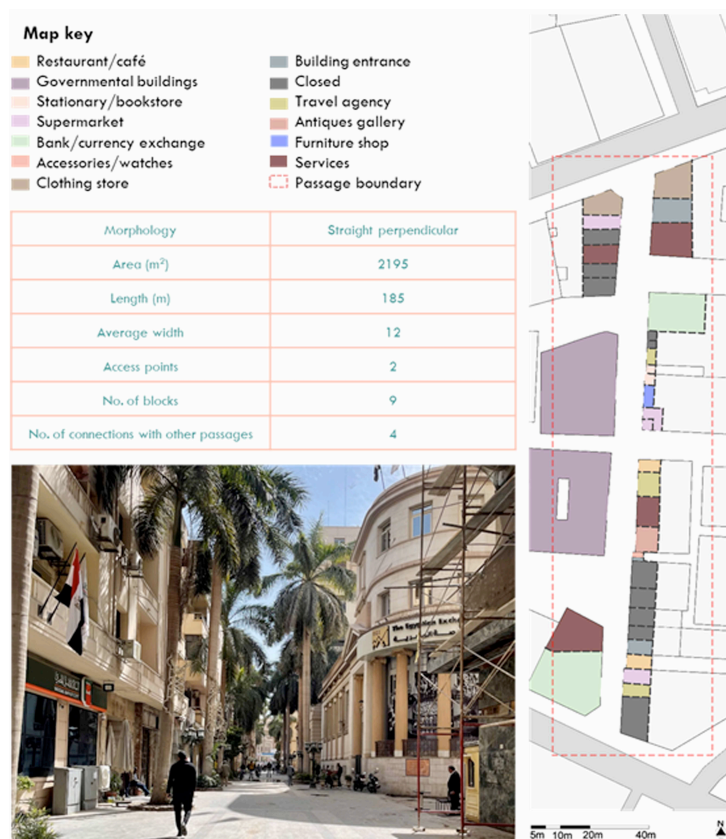 Map key
Restaurant/café
Governmental buildings
Stationary/bookstore
Supermarket
Bank/currency exchange
Accessories/watches
Clothing store
Building entrance
Closed
Travel agency
Antiques gallery
Furniture shop
Services
Passage boundary
Morphology Straight perpendicular
Area (m²) 2195
Length (m) 185
Average width 12
Access points 2
No. of blocks 9
No. of connections with other passages 4
The Egyptian Exchange
5m 10m 20m 40m
N